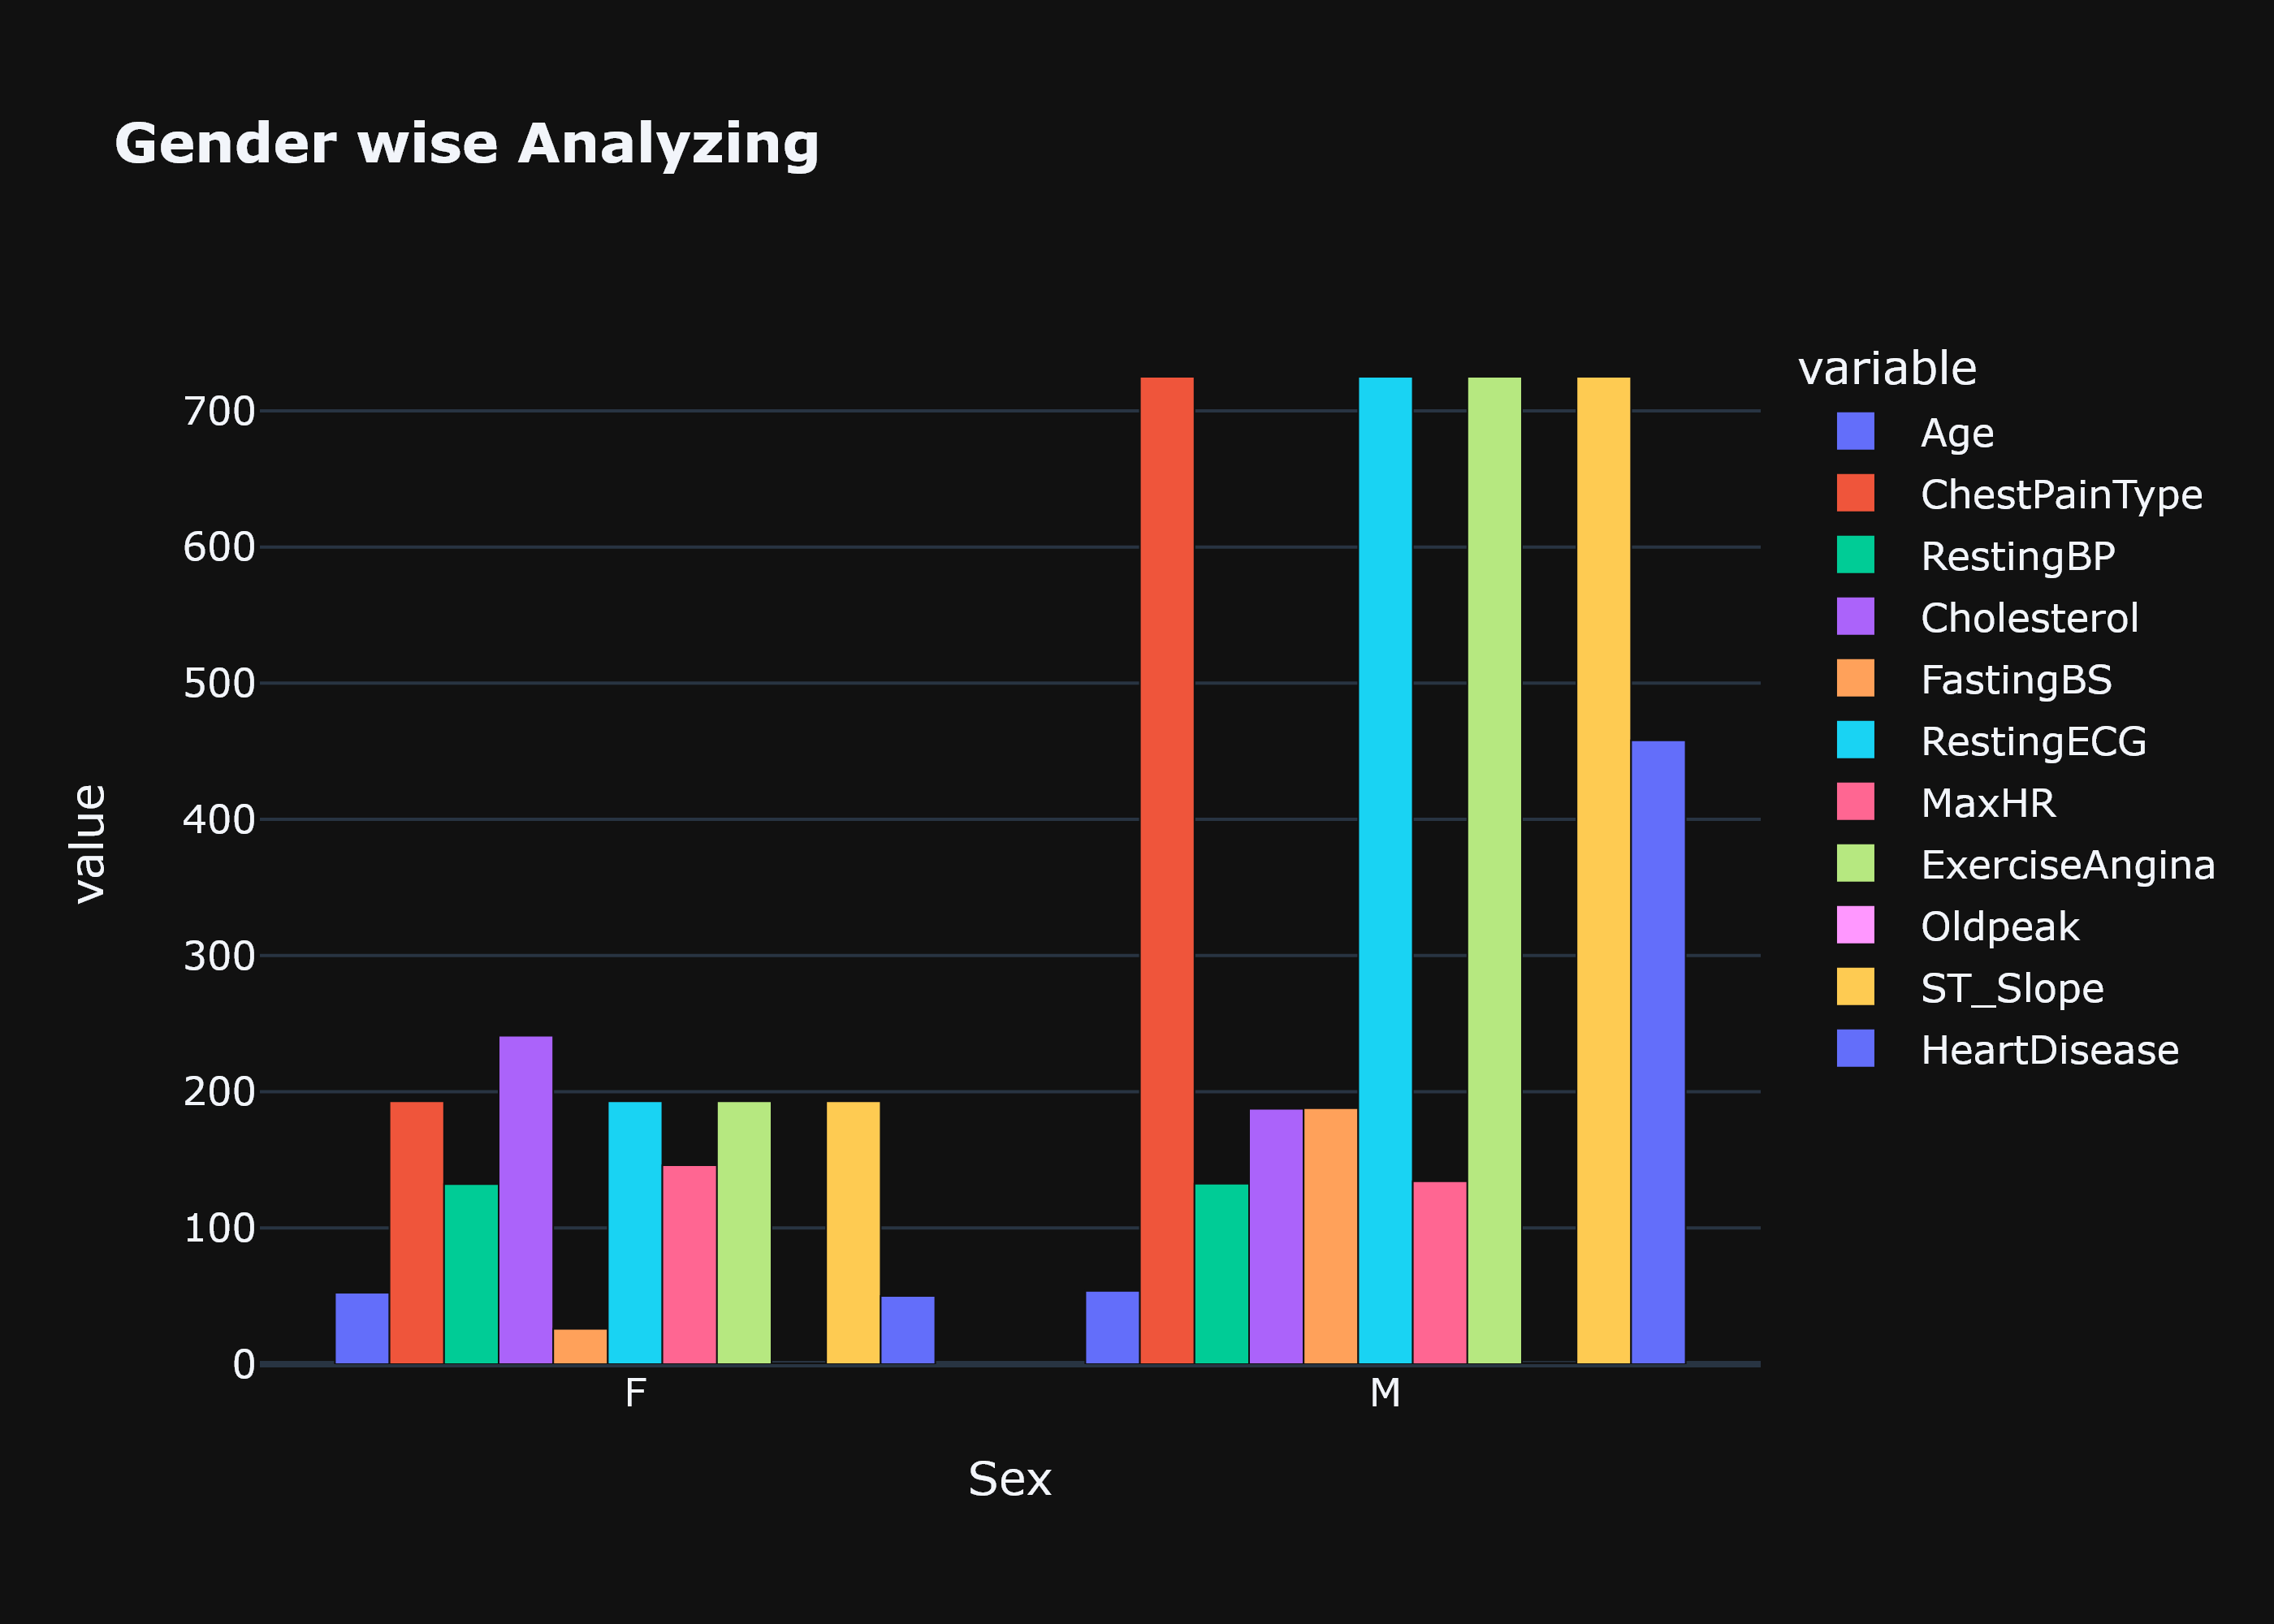 Gender wise Analyzing
variable
Age
ChestPainType
RestingBP
Cholesterol
FastingBS
RestingECG
MaxHR
ExerciseAngina
Oldpeak
ST_Slope
HeartDisease
value
700
600
500
400
300
200
100
0
F
M
Sex